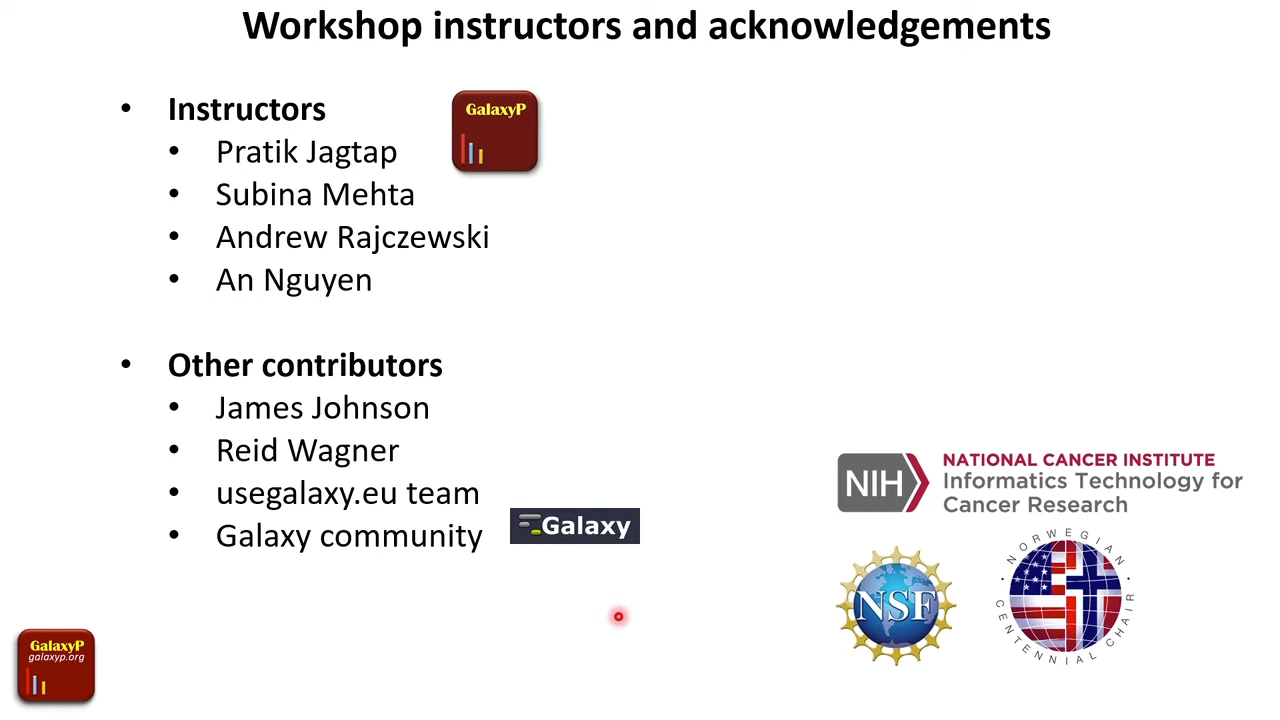 Workshop instructors and acknowledgements
• Instructors
GalaxyP
• Pratik Jagtap
• Subina Mehta
• Andrew Rajczewski
• An Nguyen
• Other contributors
• James Johnson
• Reid Wagner
• usegalaxy.eu team
• Galaxy community
Galaxy
NIH
NATIONAL CANCER INSTITUTE
Informatics Technology for
Cancer Research
NSF
NORWEGIAN
CENTENNIAL CHAIR
GalaxyP
galaxyp.org